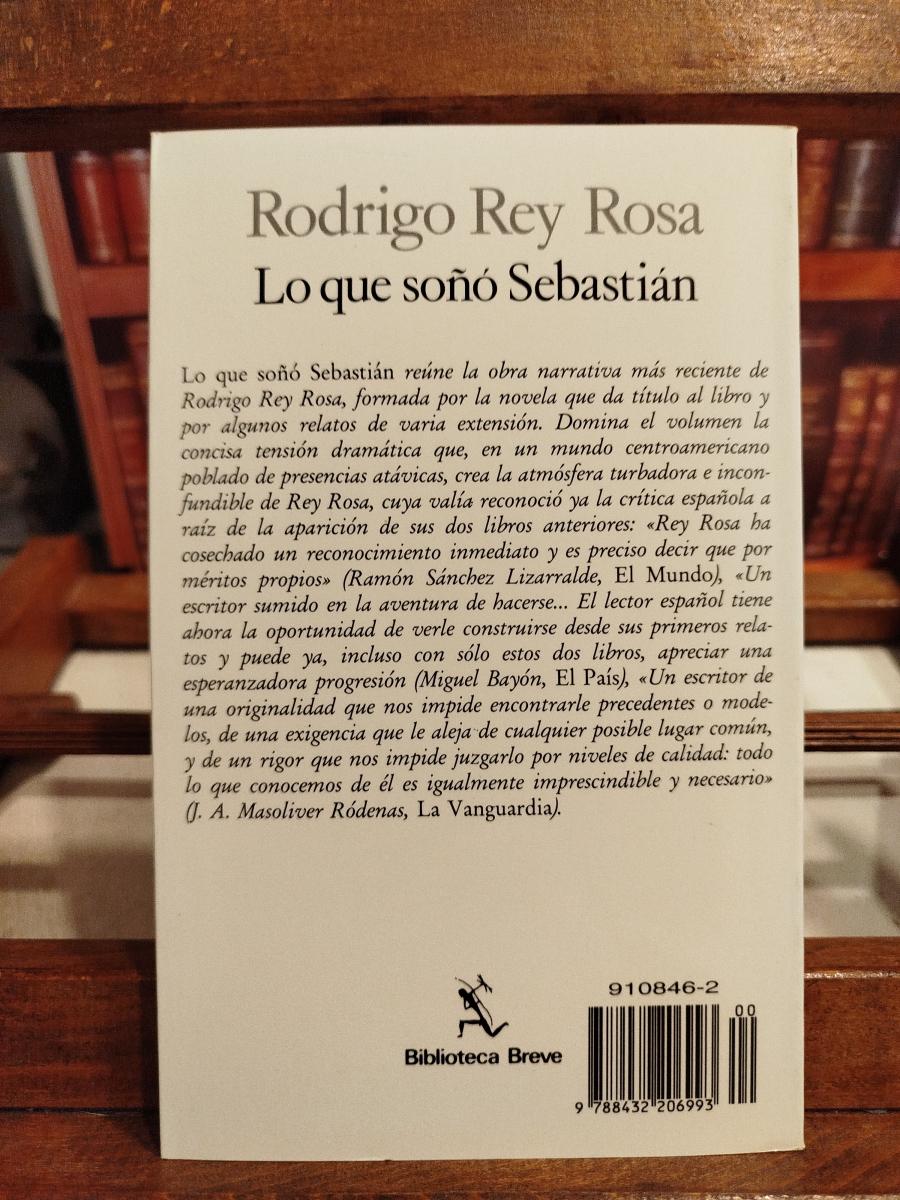 Rodrigo Rey Rosa
Lo que soñó Sebastián
Lo que soñó Sebastián reúne la obra narrativa más reciente de
Rodrigo Rey Rosa, formada por la novela que da título al libro y
por algunos relatos de varia extensión. Domina el volumen la
concisa tensión dramática que, en un mundo centroamericano
poblado de presencias atávicas, crea la atmósfera turbadora e incon-
fundible de Rey Rosa, cuya valía reconoció ya la crítica española a
raíz de la aparición de sus dos libros anteriores: «Rey Rosa ha
cosechado un reconocimiento inmediato y es preciso decir que por
méritos propios» (Ramón Sánchez Lizarralde, El Mundo), «Un
escritor sumido en la aventura de hacerse... El lector español tiene
ahora la oportunidad de verle construirse desde sus primeros rela-
tos y puede ya, incluso con sólo estos dos libros, apreciar una
esperanzadora progresión (Miguel Bayón, El País), «Un escritor de
una originalidad que nos impide encontrarle precedentes o mode-
los, de una exigencia que le aleja de cualquier posible lugar común,
y de un rigor que nos impide juzgarlo por niveles de calidad: todo
lo que conocemos de él es igualmente imprescindible y necesario»
(J. A. Masoliver Ródenas, La Vanguardia).
910846-2
00
Biblioteca Breve
9 788432 206993